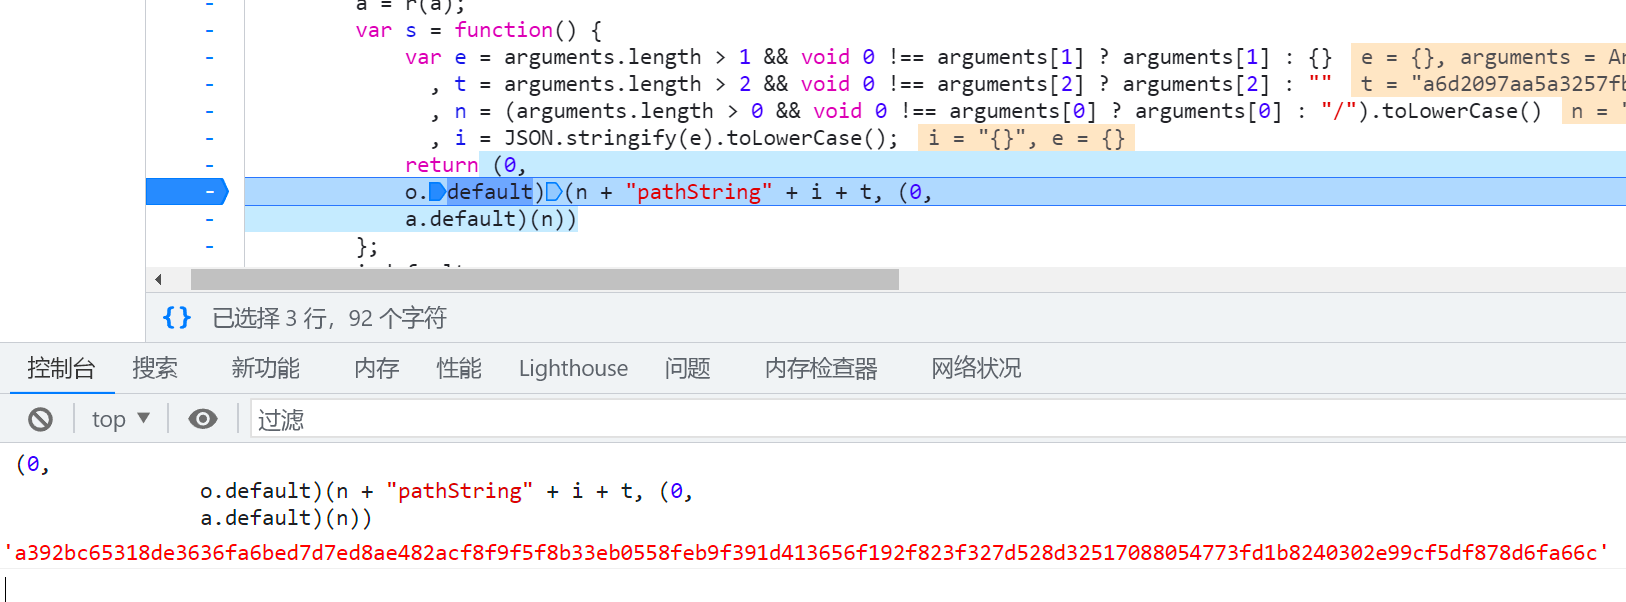 a = r(a);
var s = function() {
var e = arguments.length > 1 && void 0 !== arguments[1] ? arguments[1] : {} e = {}, arguments = Ar
, t = arguments.length > 2 && void 0 !== arguments[2] ? arguments[2] : "" t = "a6d2097aa5a3257fb
, n = (arguments.length > 0 && void 0 !== arguments[0] ? arguments[0] : "/").toLowerCase() n = "
, i = JSON.stringify(e).toLowerCase(); i = "{}", e = {}
return (0,
o.default)(n + "pathString" + i + t, (0,
a.default)(n))
};
{} 已选择 3 行，92 个字符
控制台 搜索 新功能 内存 性能 Lighthouse 问题 内存检查器 网络状况
top 过滤
(0,
o.default)(n + "pathString" + i + t, (0,
a.default)(n))
'a392bc65318de3636fa6bed7d7ed8ae482acf8f9f5f8b33eb0558feb9f391d413656f192f823f327d528d32517088054773fd1b8240302e99cf5df878d6fa66c'